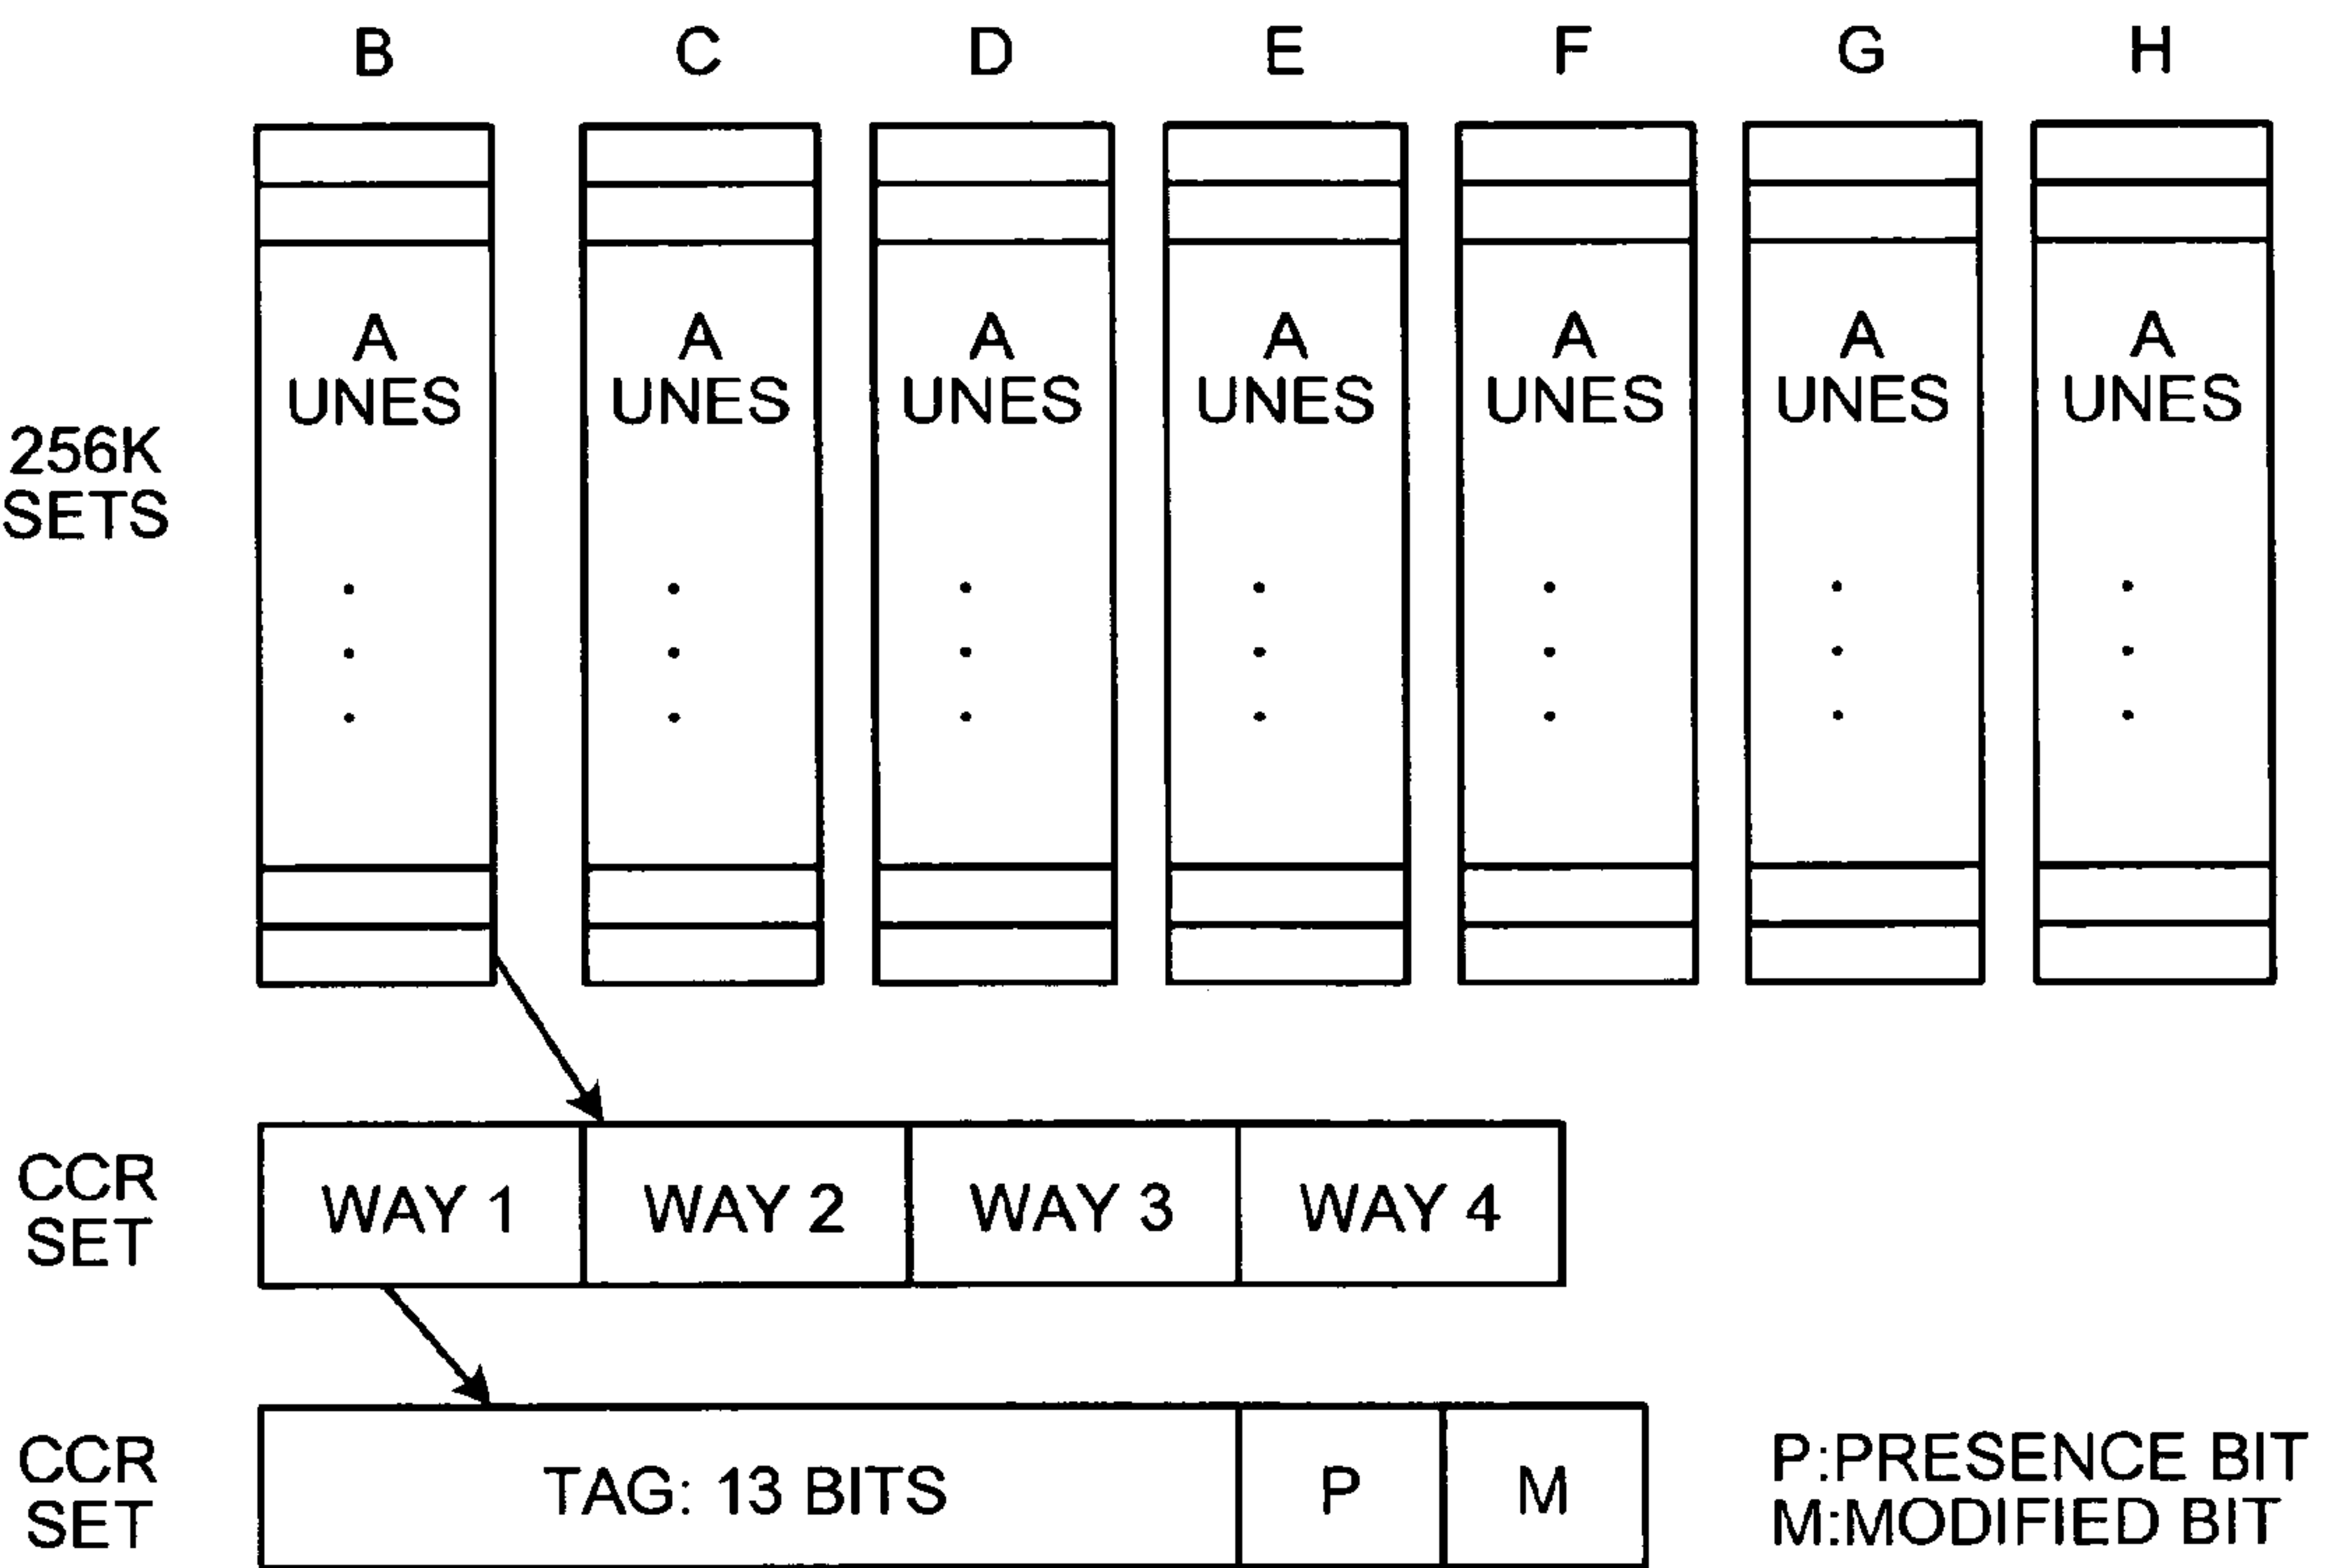 B C D E F G H
A A A A A A A
UNES UNES UNES UNES UNES UNES UNES
256K
SETS
CCR
SET
WAY 1 WAY 2 WAY 3 WAY 4
CCR
SET
TAG: 13 BITS P M
P:PRESENCE BIT
M:MODIFIED BIT